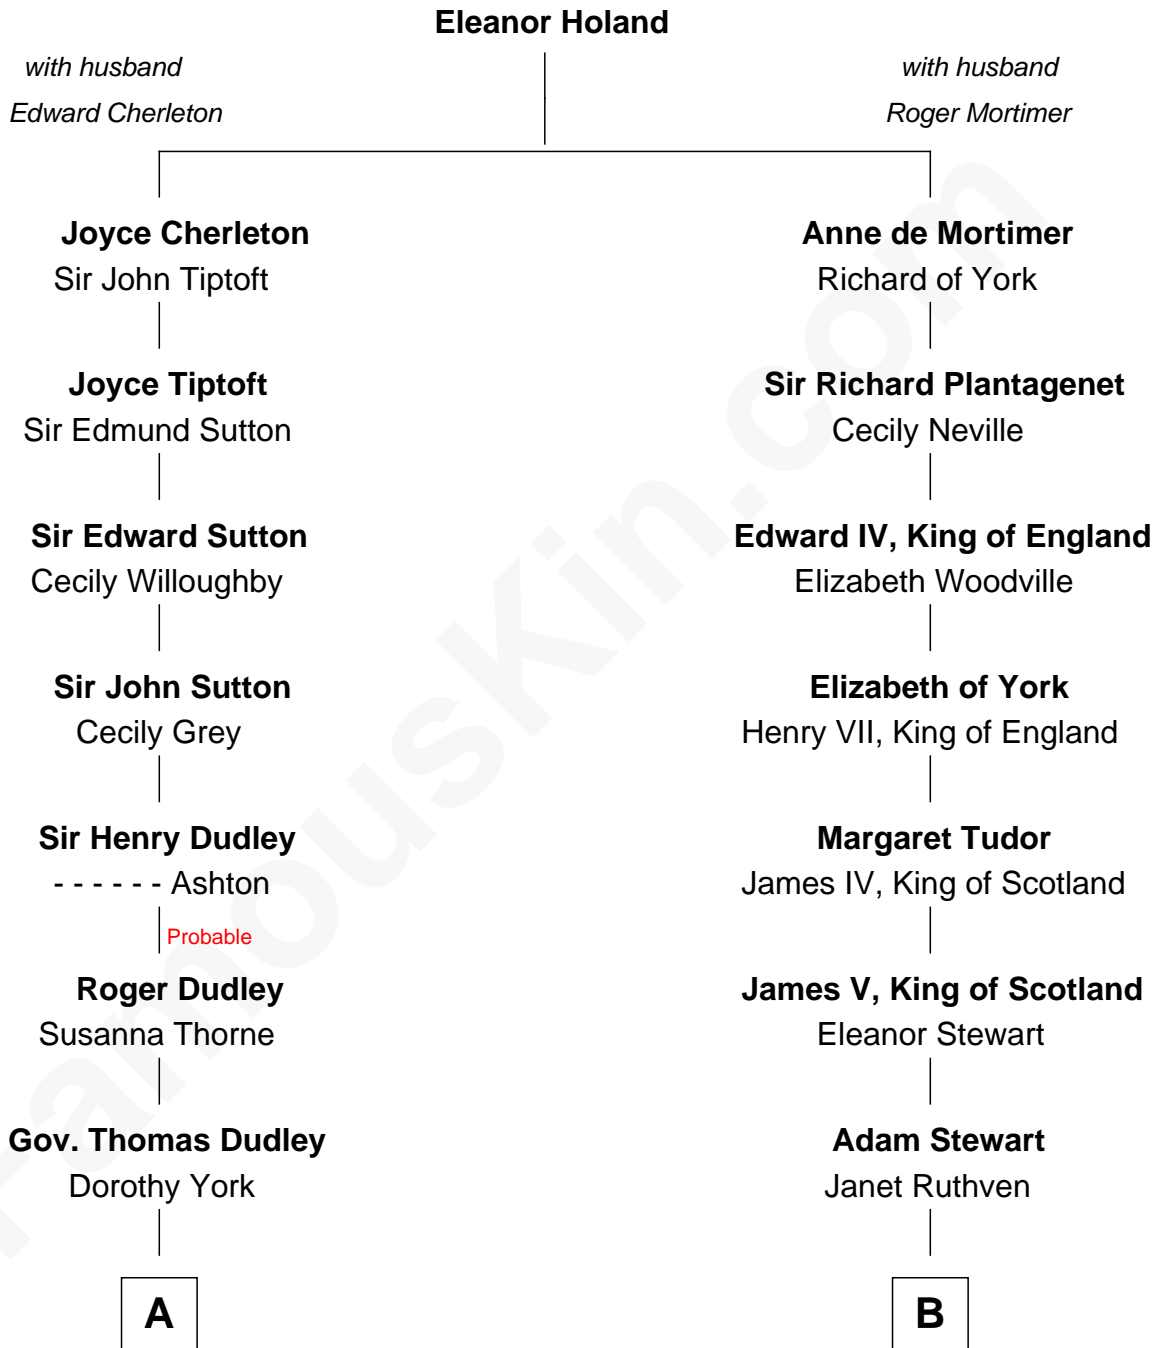 Eleanor Holand
with husband
Edward Cherleton
with husband
Roger Mortimer
Joyce Cherleton
Sir John Tiptoft
Anne de Mortimer
Richard of York
Joyce Tiptoft
Sir Edmund Sutton
Sir Richard Plantagenet
Cecily Neville
Sir Edward Sutton
Cecily Willoughby
Edward IV, King of England
Elizabeth Woodville
Sir John Sutton
Cecily Grey
Elizabeth of York
Henry VII, King of England
Sir Henry Dudley
- - - - - - Ashton
Margaret Tudor
James IV, King of Scotland
Probable
Roger Dudley
Susanna Thorne
James V, King of Scotland
Eleanor Stewart
Gov. Thomas Dudley
Dorothy York
Adam Stewart
Janet Ruthven
A
B
FamousKin.com